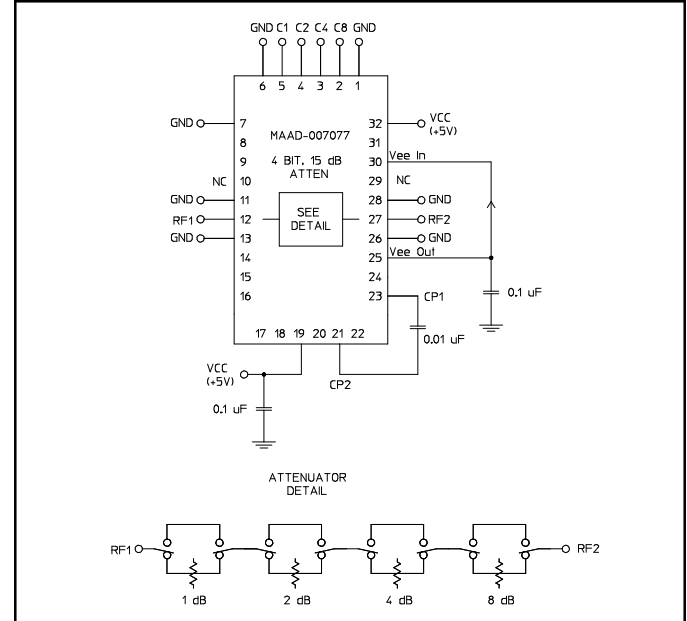 GND C1 C2 C4 C8 GND
6 5 4 3 2 1
GND 7 32 VCC
(+5V)
MAAD-007077
8 31
4 BIT, 15 dB
ATTEN
9 30 Vee In
NC 10 29 NC
GND 11 28 GND
SEE
DETAIL
RF1 12 27 RF2
GND 13 26 GND
14 25 Vee Out
15 24
16 23 CP1
0.1 uF
17 18 19 20 21 22
0.01 uF
VCC
(+5V)
CP2
0.1 uF
ATTENUATOR
DETAIL
RF1 RF2
1 dB 2 dB 4 dB 8 dB